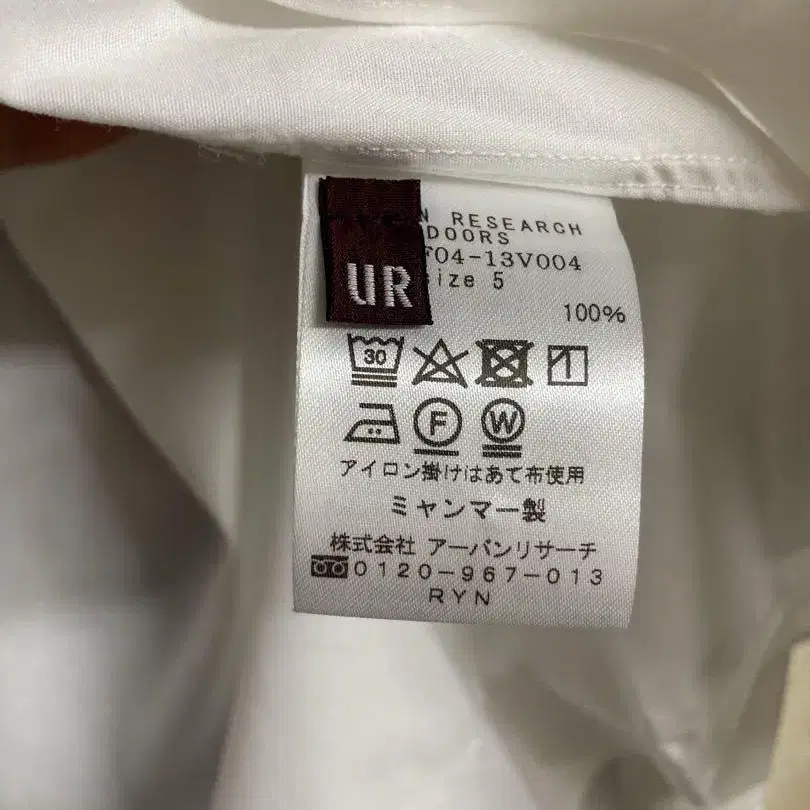 RESEARCH
DOORS
F04-13V004
size 5
UR
100%
30
F
W
アイロン掛けはあて布使用
ミャンマー製
株式会社 アーバンリサーチ
0120-967-013
RYN